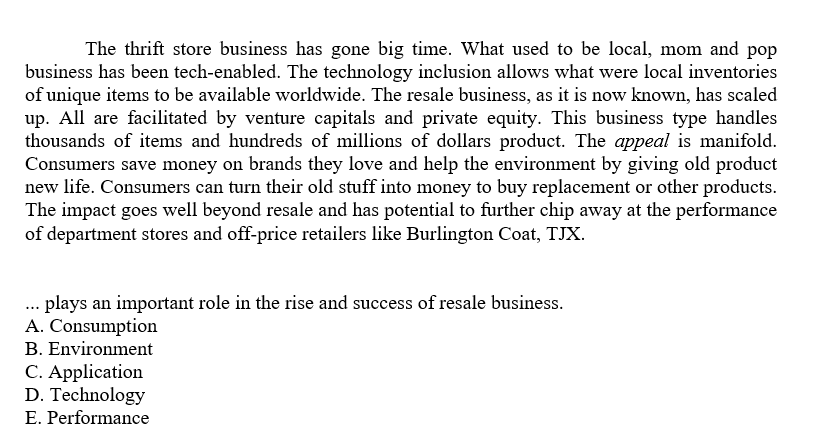 The thrift store business has gone big time. What used to be local, mom and pop
business has been tech-enabled. The technology inclusion allows what were local inventories
of unique items to be available worldwide. The resale business, as it is now known, has scaled
up. All are facilitated by venture capitals and private equity. This business type handles
thousands of items and hundreds of millions of dollars product. The appeal is manifold.
Consumers save money on brands they love and help the environment by giving old product
new life. Consumers can turn their old stuff into money to buy replacement or other products.
The impact goes well beyond resale and has potential to further chip away at the performance
of department stores and off-price retailers like Burlington Coat, TJX.
... plays an important role in the rise and success of resale business.
A. Consumption
B. Environment
C. Application
D. Technology
E. Performance